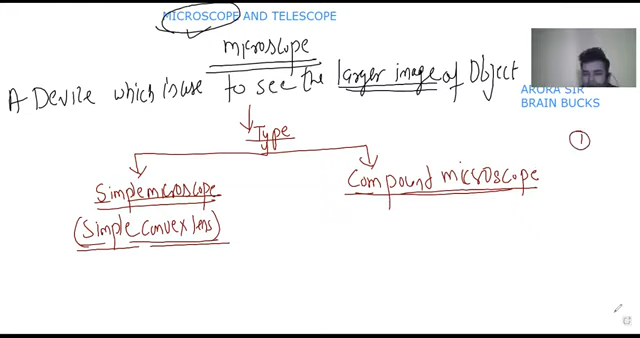 MICROSCOPE AND TELESCOPE
microscope
A Device which is use to see the larger image of Object
ARORA SIR
BRAIN BUCKS
Type
1
Simple microscope
Compound microscope
(Simple convex lens)